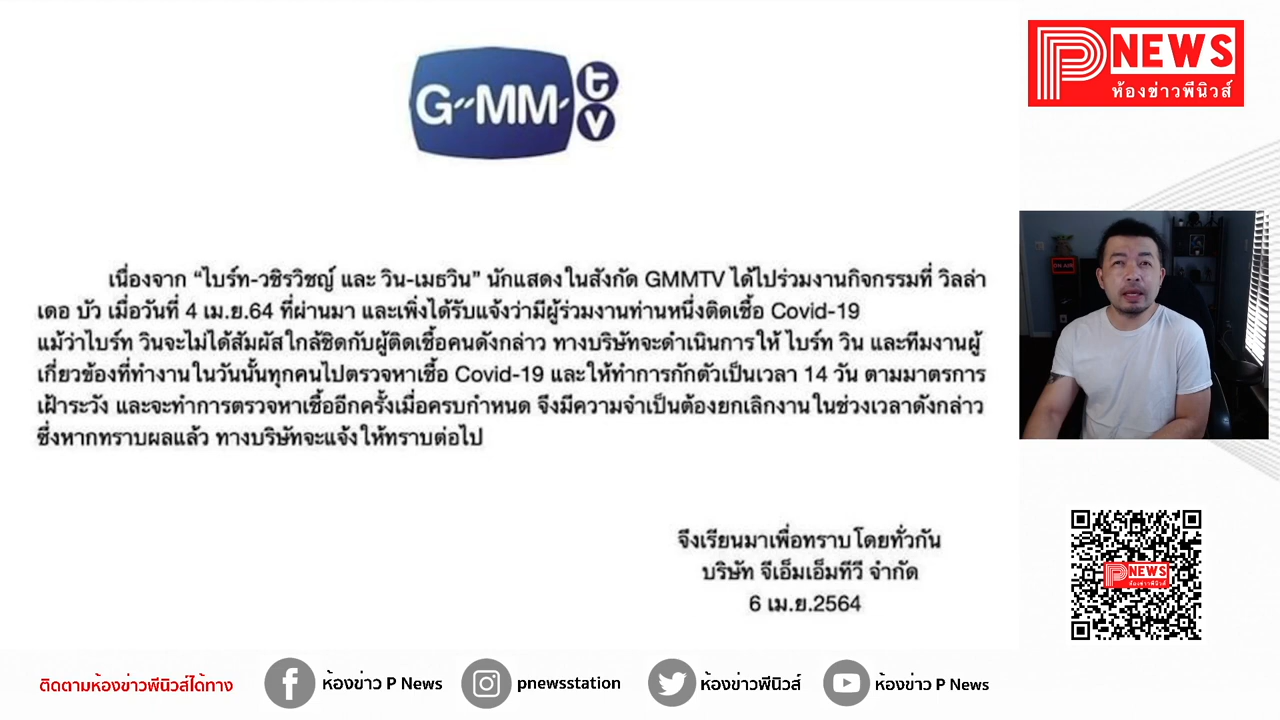 G-MM-
tv
เนื่องจาก “ไบร์ท-วชิรวิชญ์ และ วิน-เมธวิน” นักแสดงในสังกัด GMMTV ได้ไปร่วมงานกิจกรรมที่ วิลล่า
เดอ บัว เมื่อวันที่ 4 เม.ย.64 ที่ผ่านมา และเพิ่งได้รับแจ้งว่ามีผู้ร่วมงานท่านหนึ่งติดเชื้อ Covid-19
แม้ว่าไบร์ท วินจะไม่ได้สัมผัสใกล้ชิดกับผู้ติดเชื้อคนดังกล่าว ทางบริษัทจะดำเนินการให้ ไบร์ท วิน และทีมงานผู้
เกี่ยวข้องที่ทำงานในวันนั้นทุกคนไปตรวจหาเชื้อ Covid-19 และให้ทำการกักตัวเป็นเวลา 14 วัน ตามมาตรการ
เฝ้าระวัง และจะทำการตรวจหาเชื้ออีกครั้งเมื่อครบกำหนด จึงมีความจำเป็นต้องยกเลิกงานในช่วงเวลาดังกล่าว
ซึ่งหากทราบผลแล้ว ทางบริษัทจะแจ้งให้ทราบต่อไป
จึงเรียนมาเพื่อทราบโดยทั่วกัน
บริษัท จีเอ็มเอ็มทีวี จำกัด
6 เม.ย.2564
P NEWS
ห้องข่าวพีนิวส์
ON AIR
P NEWS
ห้องข่าวพีนิวส์
ติดตามห้องข่าวพีนิวส์ได้ทาง
ห้องข่าว P News
pnewsstation
ห้องข่าวพีนิวส์
ห้องข่าว P News